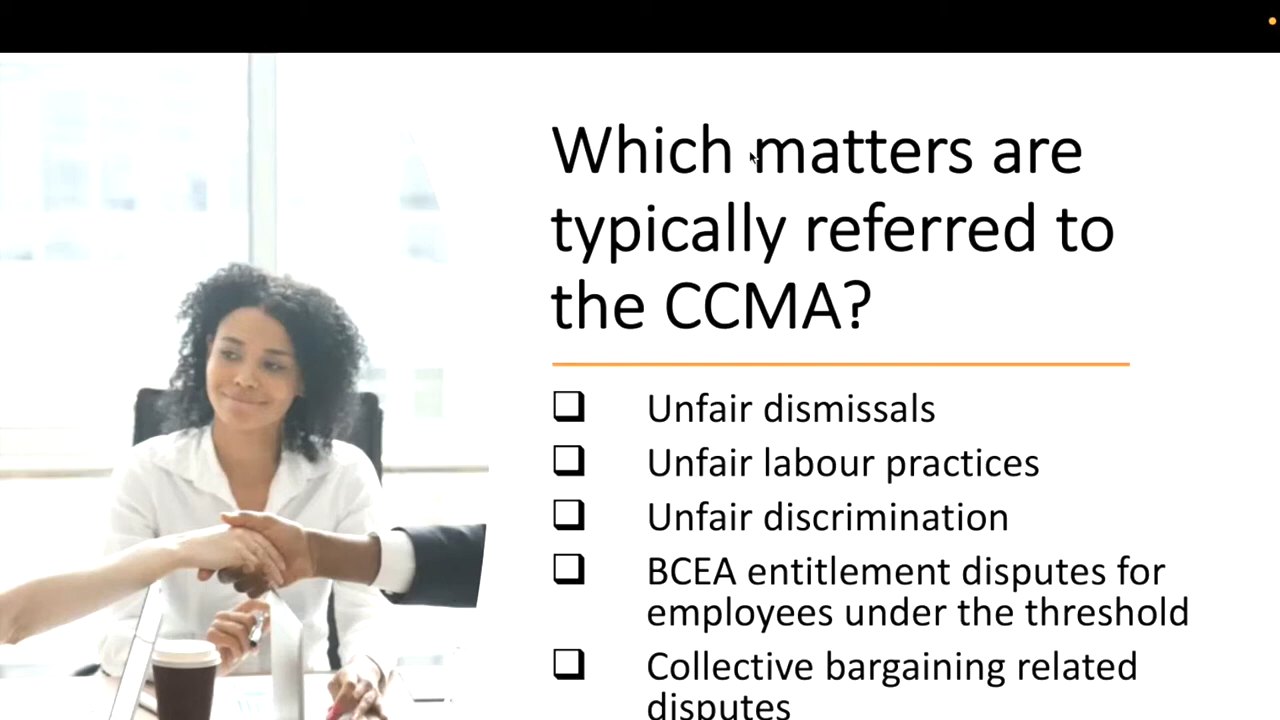 Which matters are
typically referred to
the CCMA?
❑ Unfair dismissals
❑ Unfair labour practices
❑ Unfair discrimination
❑ BCEA entitlement disputes for
employees under the threshold
❑ Collective bargaining related
disputes